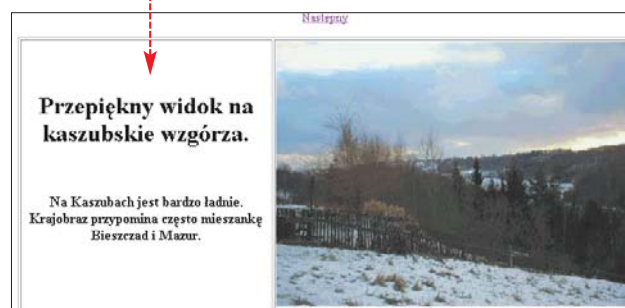 Następny
Przepiękny widok na
kaszubskie wzgórza.
Na Kaszubach jest bardzo ładnie.
Krajobraz przypomina często mieszankę
Bieszczad i Mazur.